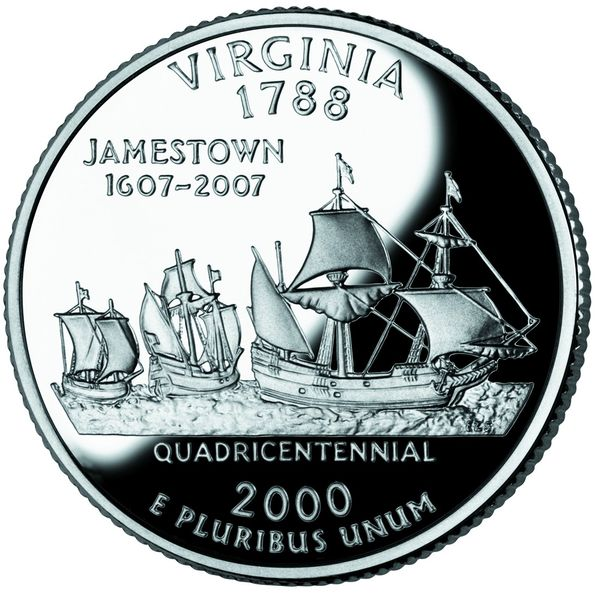 VIRGINIA
1788
JAMESTOWN
1607-2007
QUADRICENTENNIAL
2000
E PLURIBUS UNUM